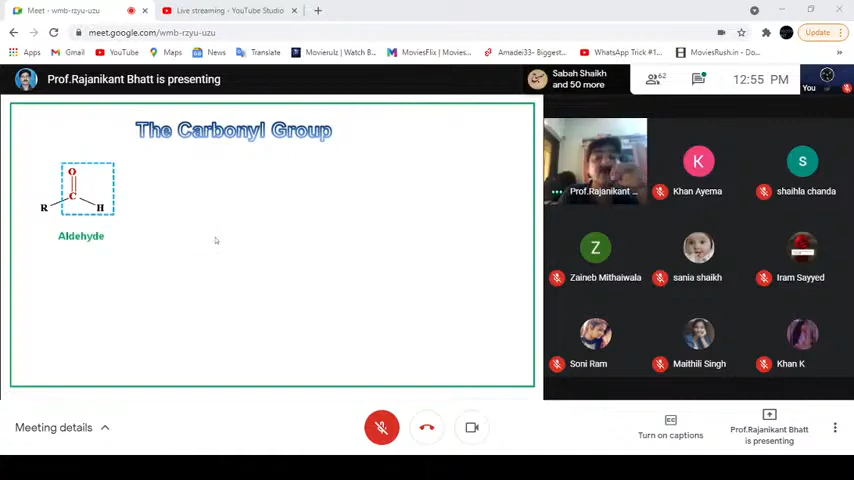 Meet - wmb-rzyu-uzu
Live streaming - YouTube Studio
meet.google.com/wmb-rzyu-uzu
Update
Apps
Gmail
YouTube
Maps
News
Translate
Movierulz | Watch B...
MoviesFlix | Movies...
Amadei33- Biggest...
WhatsApp Trick #1...
MoviesRush.in - Do...
Prof.Rajanikant Bhatt is presenting
Sabah Shaikh
and 50 more
62
12:55 PM
You
The Carbonyl Group
O
C
R
H
Aldehyde
Prof.Rajanikant ...
K
Khan Ayema
S
shaihla chanda
Z
Zaineb Mithaiwala
sania shaikh
Iram Sayyed
Soni Ram
Maithili Singh
Khan K
Meeting details
CC
Turn on captions
Prof.Rajanikant Bhatt
is presenting